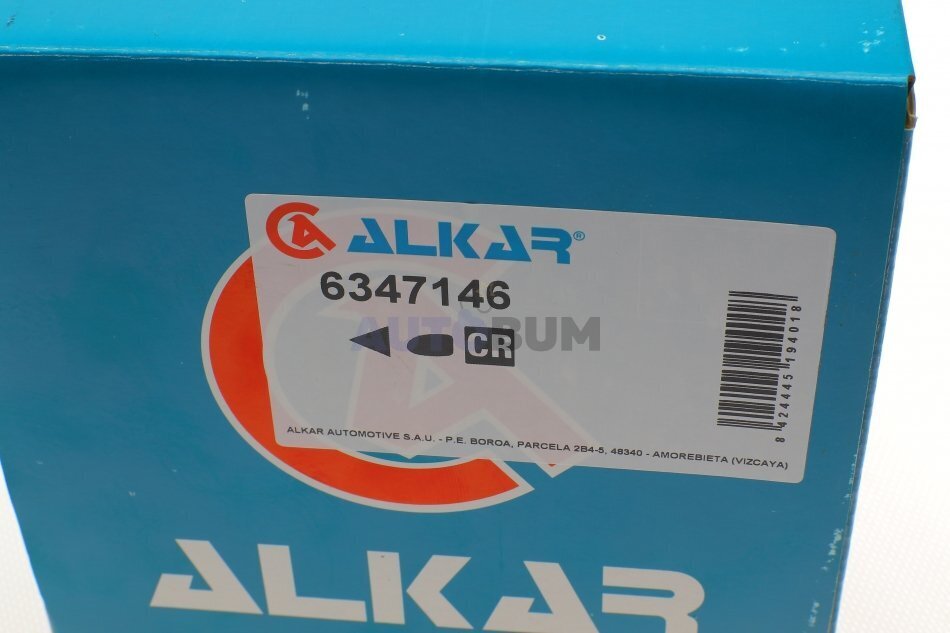 ALKAR®
6347146
AUTOBUM
CR
8 424445 194018
ALKAR AUTOMOTIVE S.A.U. - P.E. BOROA, PARCELA 2B4-5, 48340 - AMOREBIETA (VIZCAYA)
ALKAR